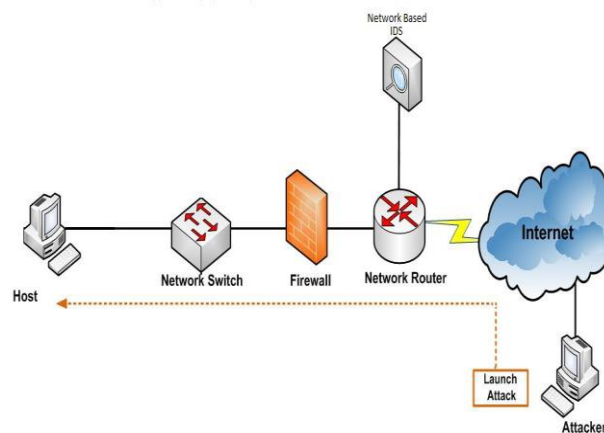 Network Based
IDS
Internet
Network Switch
Firewall
Network Router
Host
Launch
Attack
Attacker